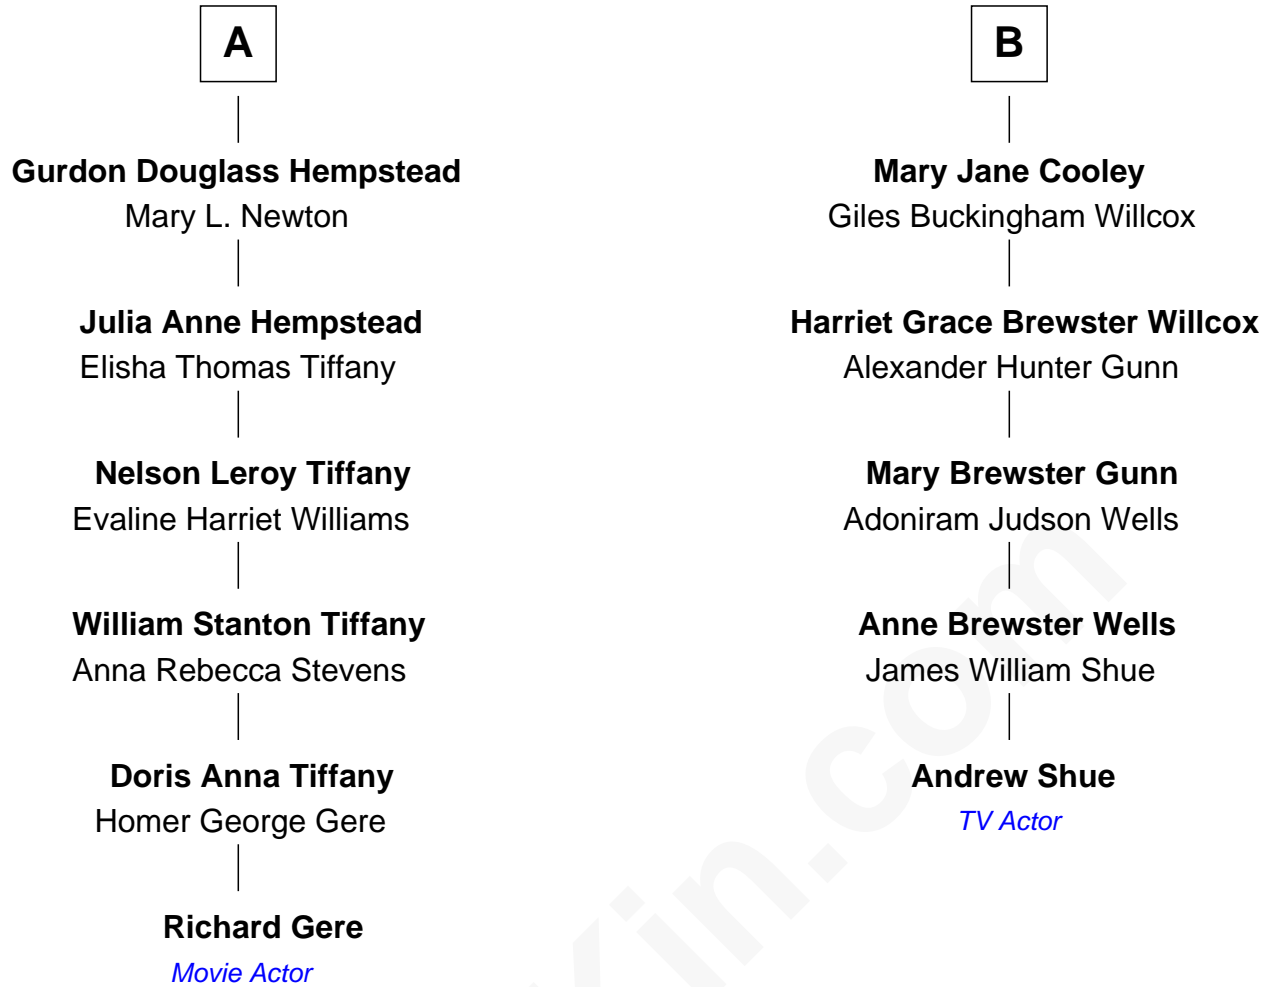 A
Gurdon Douglass Hempstead
Mary L. Newton
Julia Anne Hempstead
Elisha Thomas Tiffany
Nelson Leroy Tiffany
Evaline Harriet Williams
William Stanton Tiffany
Anna Rebecca Stevens
Doris Anna Tiffany
Homer George Gere
Richard Gere
Movie Actor
B
Mary Jane Cooley
Giles Buckingham Willcox
Harriet Grace Brewster Willcox
Alexander Hunter Gunn
Mary Brewster Gunn
Adoniram Judson Wells
Anne Brewster Wells
James William Shue
Andrew Shue
TV Actor
Kin.com